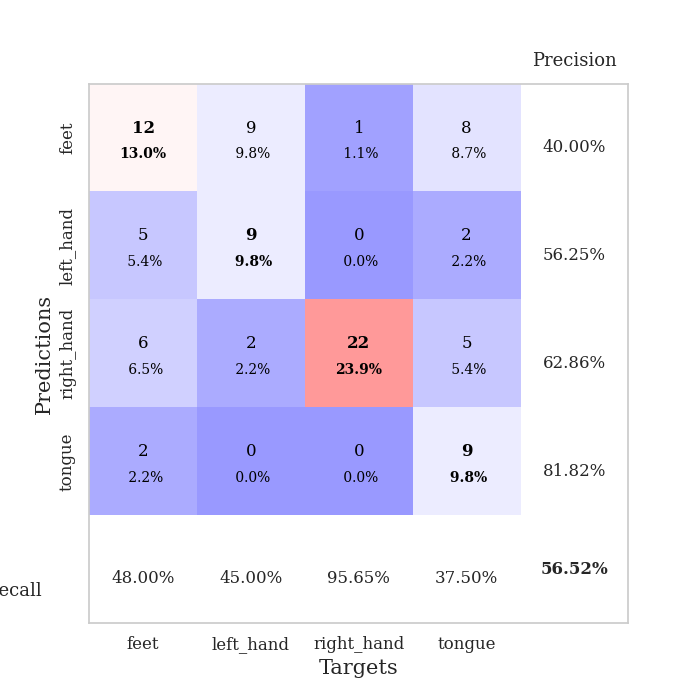 Precision
feet
12 9 1 8
13.0% 9.8% 1.1% 8.7%
40.00%
left_hand
5 9 0 2
5.4% 9.8% 0.0% 2.2%
56.25%
Predictions
right_hand
6 2 22 5
6.5% 2.2% 23.9% 5.4%
62.86%
tongue
2 0 0 9
2.2% 0.0% 0.0% 9.8%
81.82%
ecall
48.00% 45.00% 95.65% 37.50% 56.52%
feet left_hand right_hand tongue
Targets